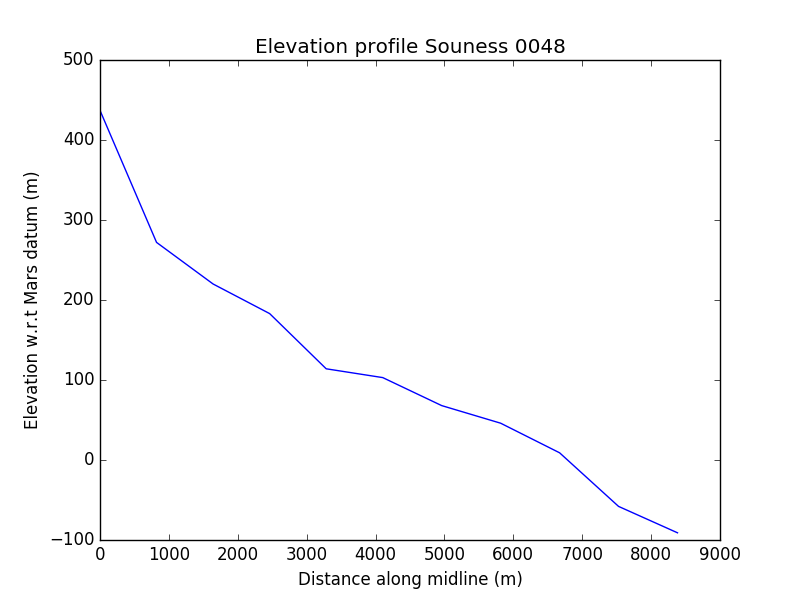 Elevation profile Souness 0048
500
400
300
200
100
0
−100
Elevation w.r.t Mars datum (m)
0 1000 2000 3000 4000 5000 6000 7000 8000 9000
Distance along midline (m)